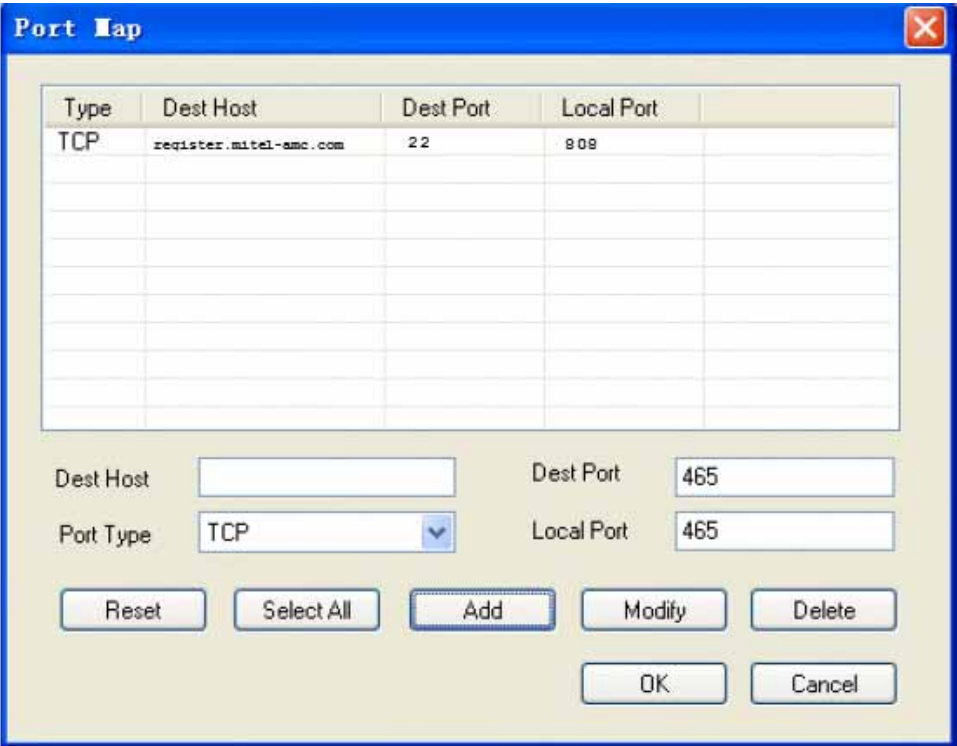 Port Map
Type Dest Host Dest Port Local Port
TCP register.mitel-amc.com 22 808
Dest Host Dest Port 465
Port Type TCP Local Port 465
Reset Select All Add Modify Delete
OK Cancel